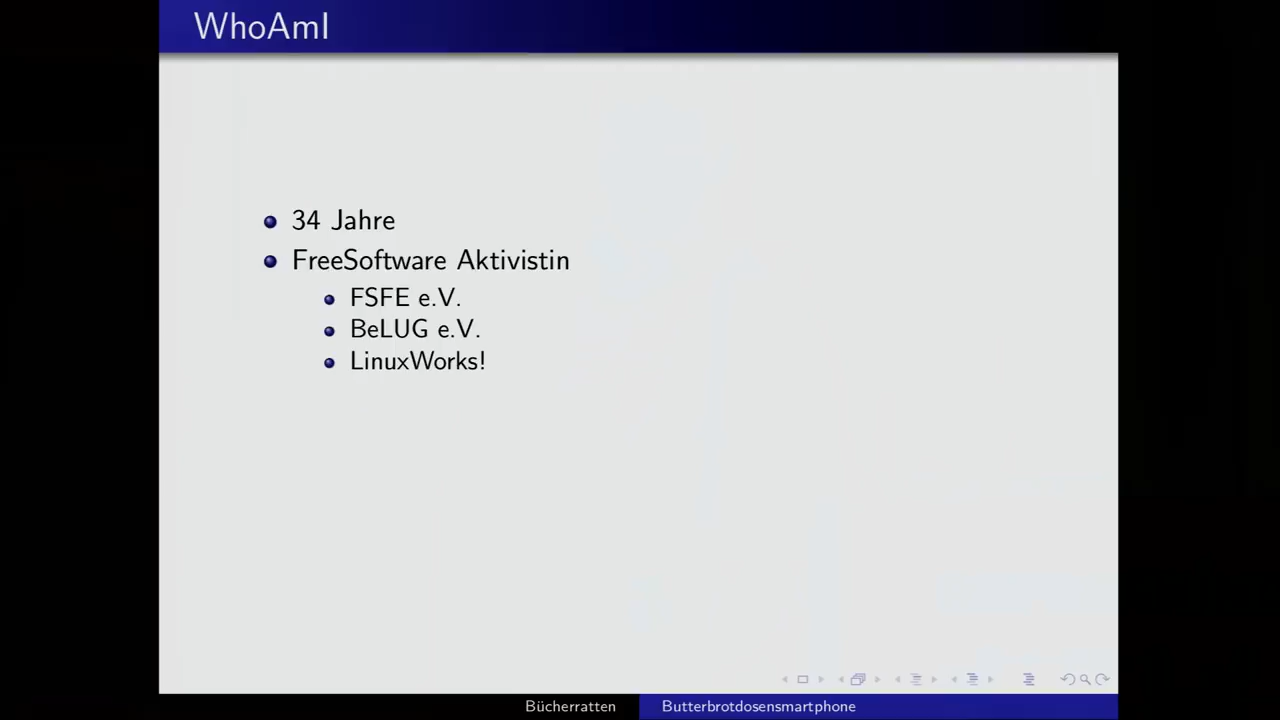 WhoAmI
34 Jahre
FreeSoftware Aktivistin
FSFE e.V.
BeLUG e.V.
LinuxWorks!
Bücherratten
Butterbrotdosensmartphone